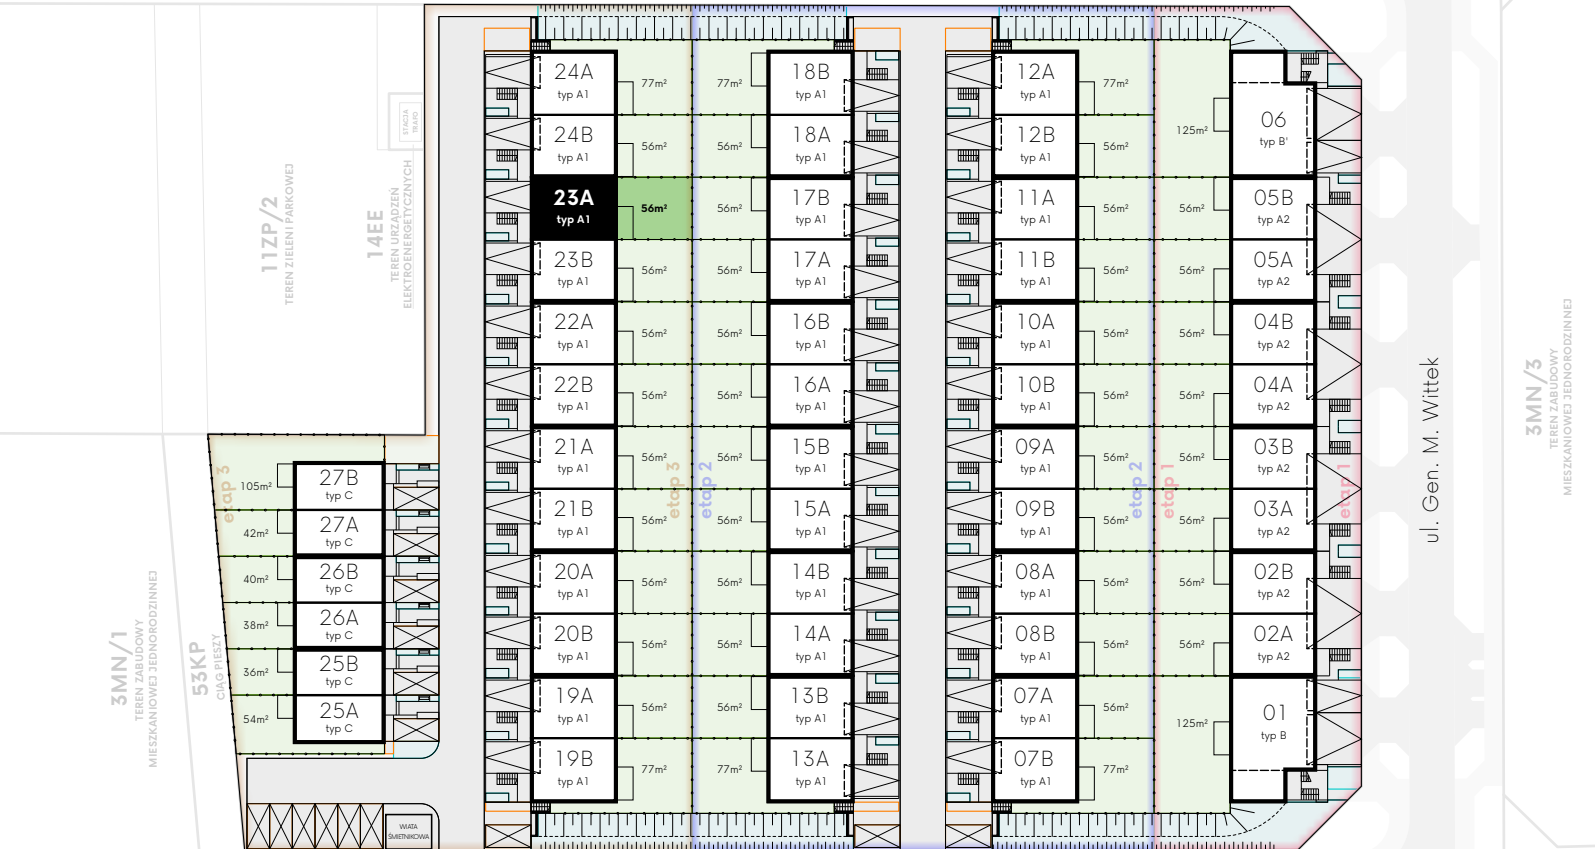 24A
typ A1
77m²
24B
typ A1
56m²
23A
typ A1
56m²
23B
typ A1
56m²
22A
typ A1
56m²
22B
typ A1
56m²
21A
typ A1
56m²
21B
typ A1
56m²
20A
typ A1
56m²
20B
typ A1
56m²
19A
typ A1
56m²
19B
typ A1
77m²
etap 3
etap 2
77m²
18B
typ A1
56m²
18A
typ A1
56m²
17B
typ A1
56m²
17A
typ A1
56m²
16B
typ A1
56m²
16A
typ A1
56m²
15B
typ A1
56m²
15A
typ A1
56m²
14B
typ A1
56m²
14A
typ A1
56m²
13B
typ A1
77m²
13A
typ A1
12A
typ A1
77m²
12B
typ A1
56m²
11A
typ A1
56m²
11B
typ A1
56m²
10A
typ A1
56m²
10B
typ A1
56m²
09A
typ A1
56m²
09B
typ A1
56m²
08A
typ A1
56m²
08B
typ A1
56m²
07A
typ A1
56m²
07B
typ A1
77m²
etap 2
etap 1
125m²
06
typ B'
56m²
05B
typ A2
56m²
05A
typ A2
56m²
04B
typ A2
56m²
04A
typ A2
56m²
03B
typ A2
56m²
03A
typ A2
56m²
02B
typ A2
56m²
02A
typ A2
125m²
01
typ B
etap 1
etap 3
105m²
27B
typ C
42m²
27A
typ C
40m²
26B
typ C
38m²
26A
typ C
36m²
25B
typ C
54m²
25A
typ C
WIATA
ŚMIETNIKOWA
STACJA
TRAFO
11ZP/2
TEREN ZIELENI PARKOWEJ
14EE
TEREN URZĄDZEŃ
ELEKTROENERGETYCZNYCH
3MN/1
TEREN ZABUDOWY
MIESZKANIOWEJ JEDNORODZINNEJ
53KP
CIĄG PIESZY
ul. Gen. M. Wittek
3MN/3
TEREN ZABUDOWY
MIESZKANIOWEJ JEDNORODZINNEJ